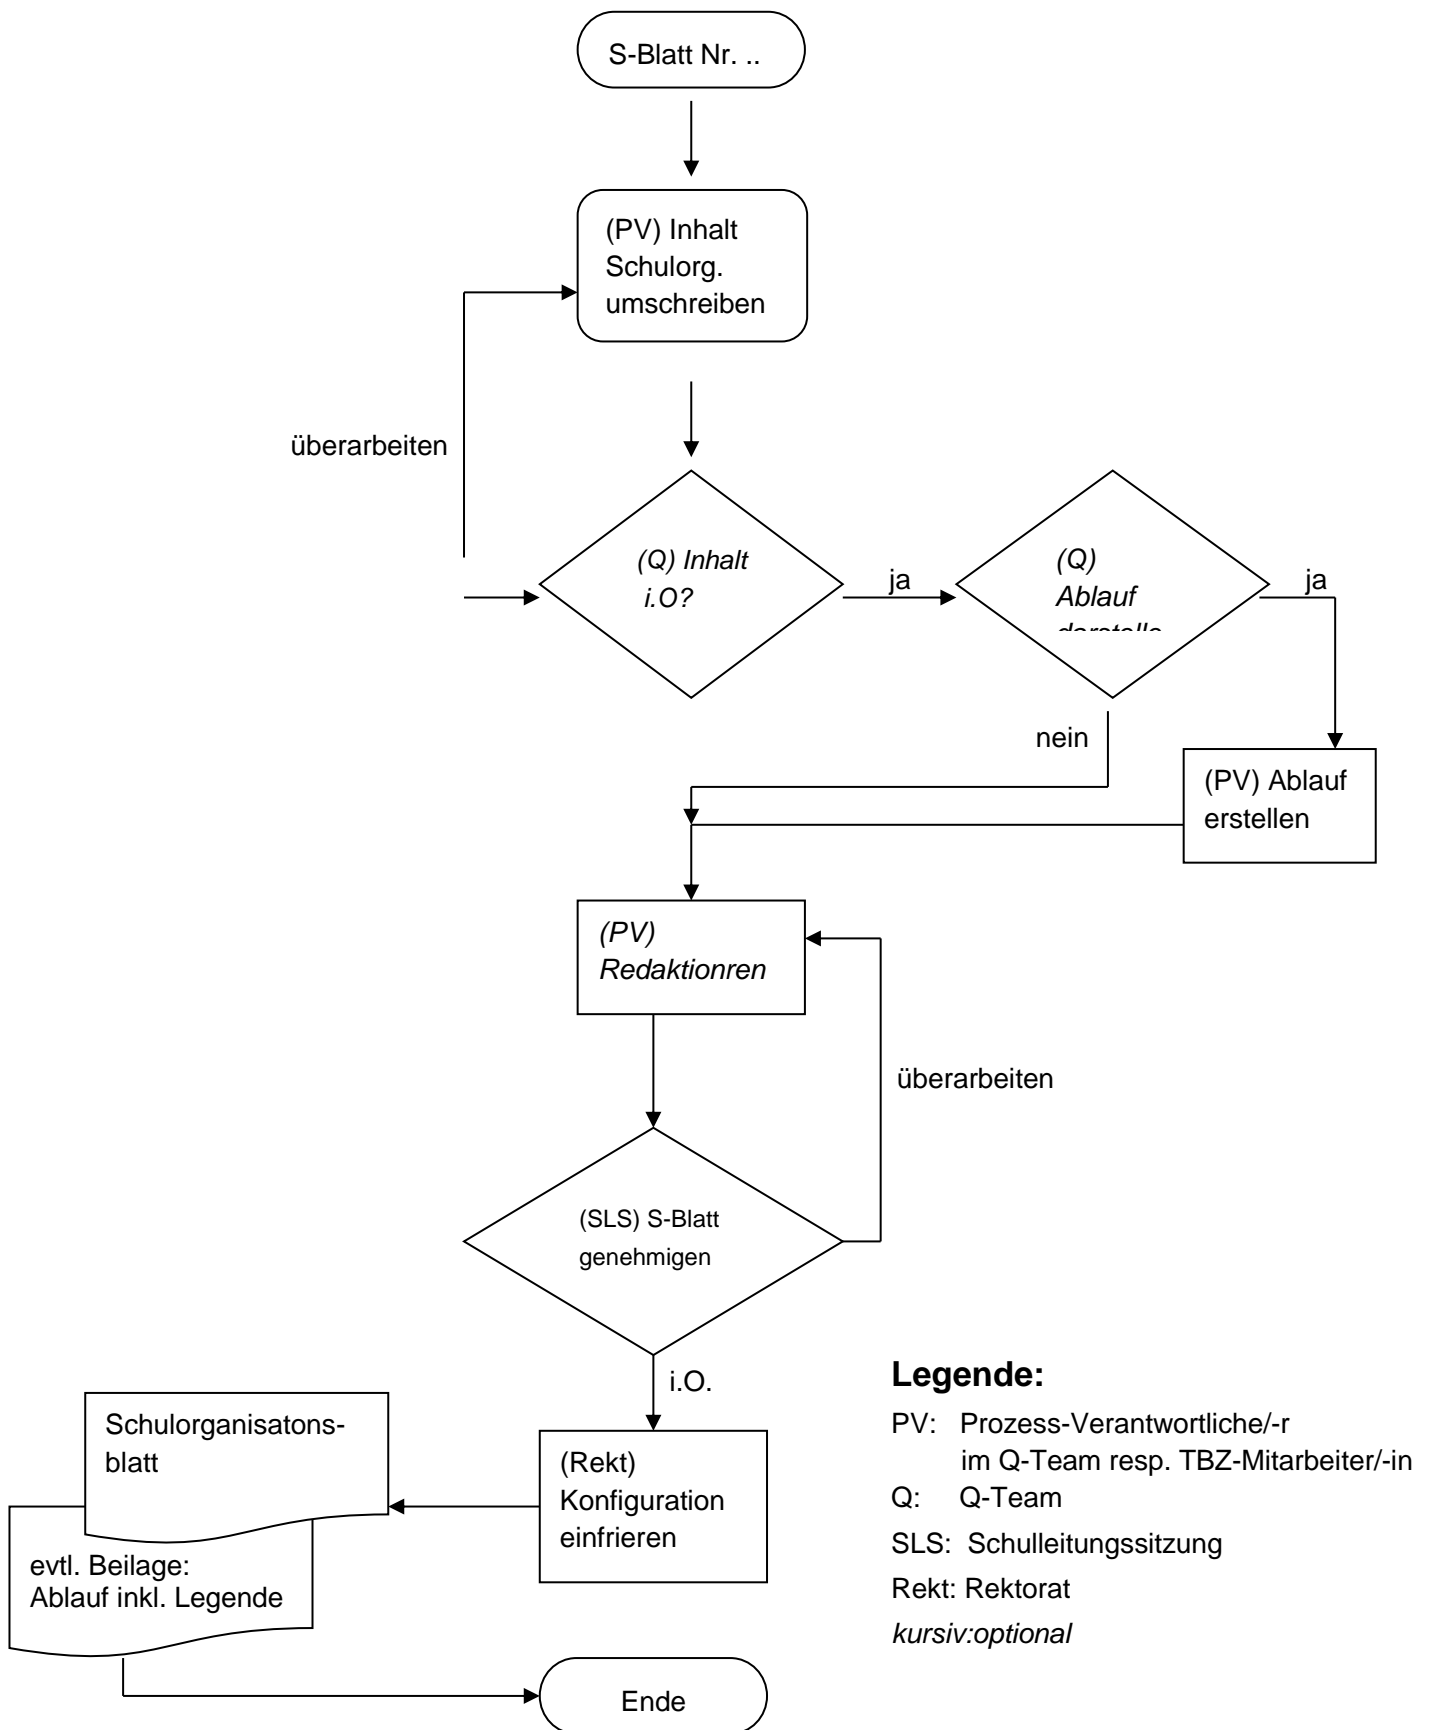 S-Blatt Nr. ..
(PV) Inhalt
Schulorg.
umschreiben
überarbeiten
(Q) Inhalt
i.O?
ja
(Q)
Ablauf
ja
nein
(PV) Ablauf
erstellen
(PV)
Redaktionren
überarbeiten
(SLS) S-Blatt
genehmigen
i.O.
Schulorganisatons-
blatt
(Rekt)
Konfiguration
einfrieren
evtl. Beilage:
Ablauf inkl. Legende
Ende
Legende:
PV: Prozess-Verantwortliche/-r
im Q-Team resp. TBZ-Mitarbeiter/-in
Q: Q-Team
SLS: Schulleitungssitzung
Rekt: Rektorat
kursiv:optional